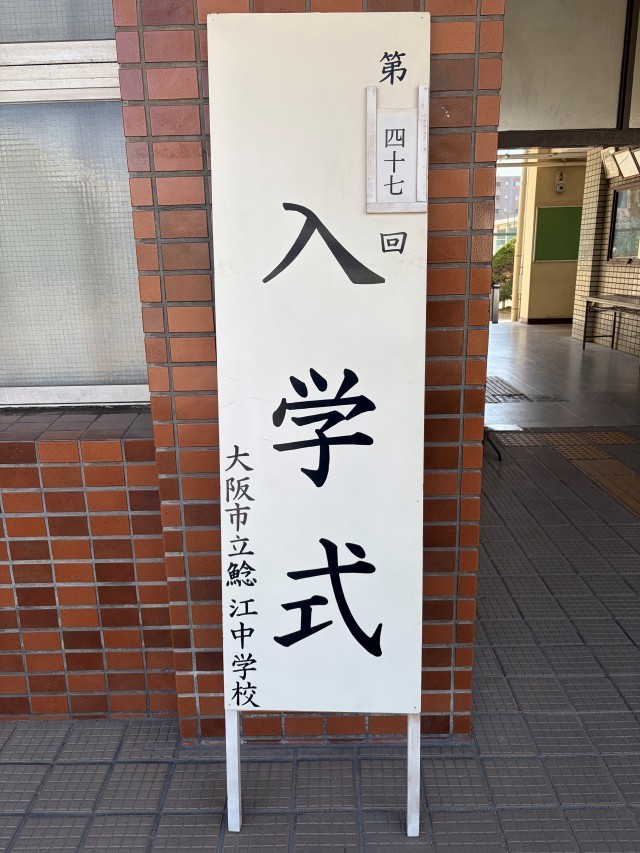 第四十七回
入学式
大阪市立鯰江中学校